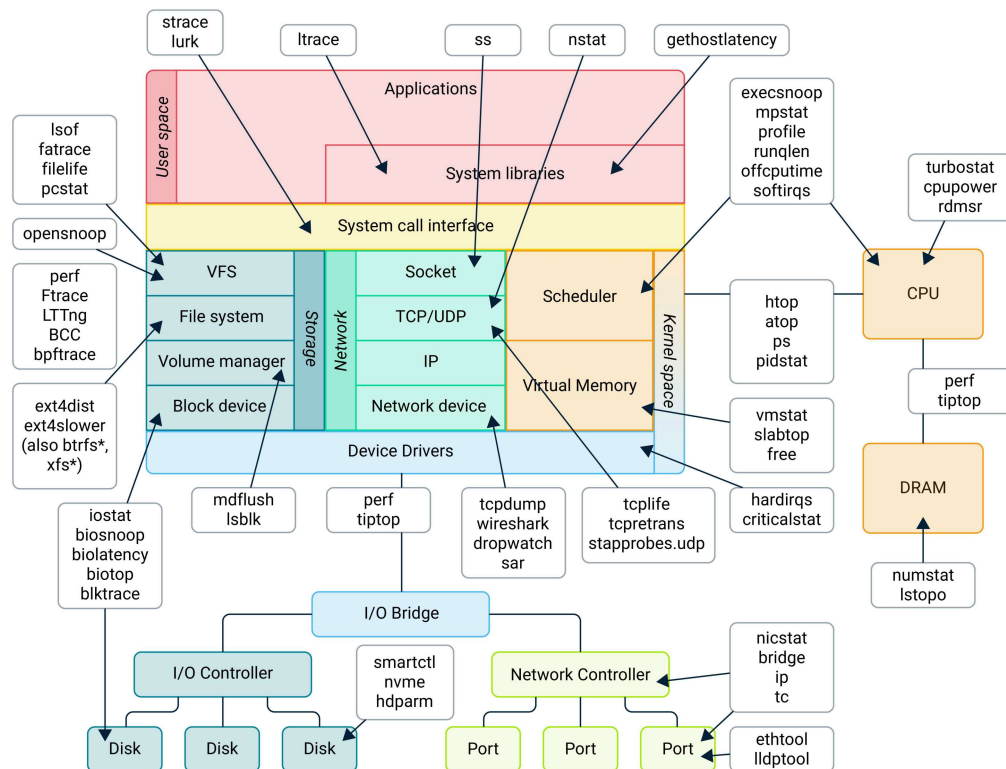 strace
lurk
ltrace
ss
nstat
gethostlatency
Applications
User space
System libraries
execsnoop
mpstat
profile
runqlen
offcputime
softirqs
lsof
fatrace
filelife
pcstat
turbostat
cpupower
rdmsr
System call interface
opensnoop
VFS
Socket
Scheduler
CPU
perf
Ftrace
LTTng
BCC
bpftrace
File system
Storage
Network
TCP/UDP
Kernel space
htop
atop
ps
pidstat
Volume manager
IP
Virtual Memory
perf
tiptop
ext4dist
ext4slower
(also btrfs*,
xfs*)
Block device
Network device
vmstat
slabtop
free
Device Drivers
DRAM
iostat
biosnoop
biolatency
biotop
blktrace
mdflush
lsblk
perf
tiptop
tcpdump
wireshark
dropwatch
sar
tcplife
tcpretrans
stapprobes.udp
hardirqs
criticalstat
numstat
lstopo
I/O Bridge
I/O Controller
smartctl
nvme
hdparm
Network Controller
nicstat
bridge
ip
tc
Disk
Disk
Disk
Port
Port
Port
ethtool
lldptool